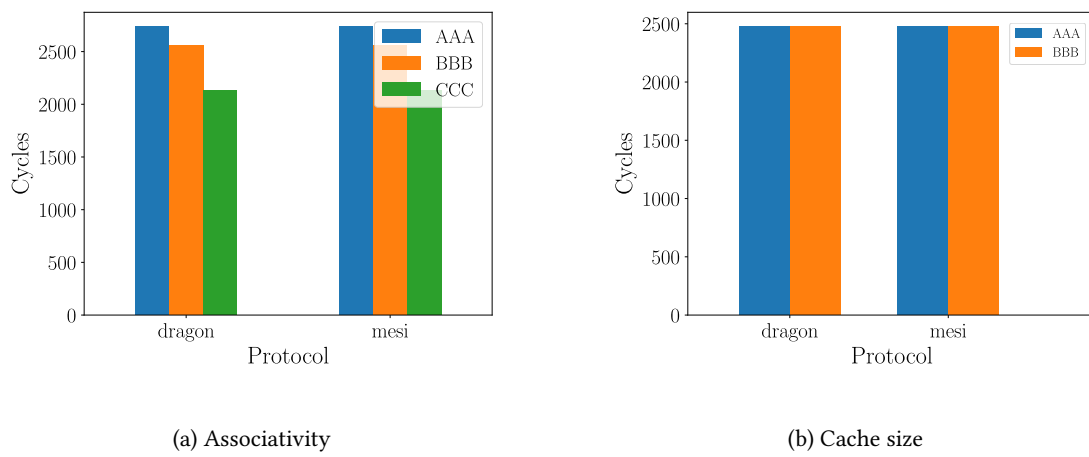 AAA
BBB
CCC
2500
2000
1500
1000
500
0
Cycles
dragon
mesi
Protocol
(a) Associativity
AAA
BBB
2500
2000
1500
1000
500
0
Cycles
dragon
mesi
Protocol
(b) Cache size